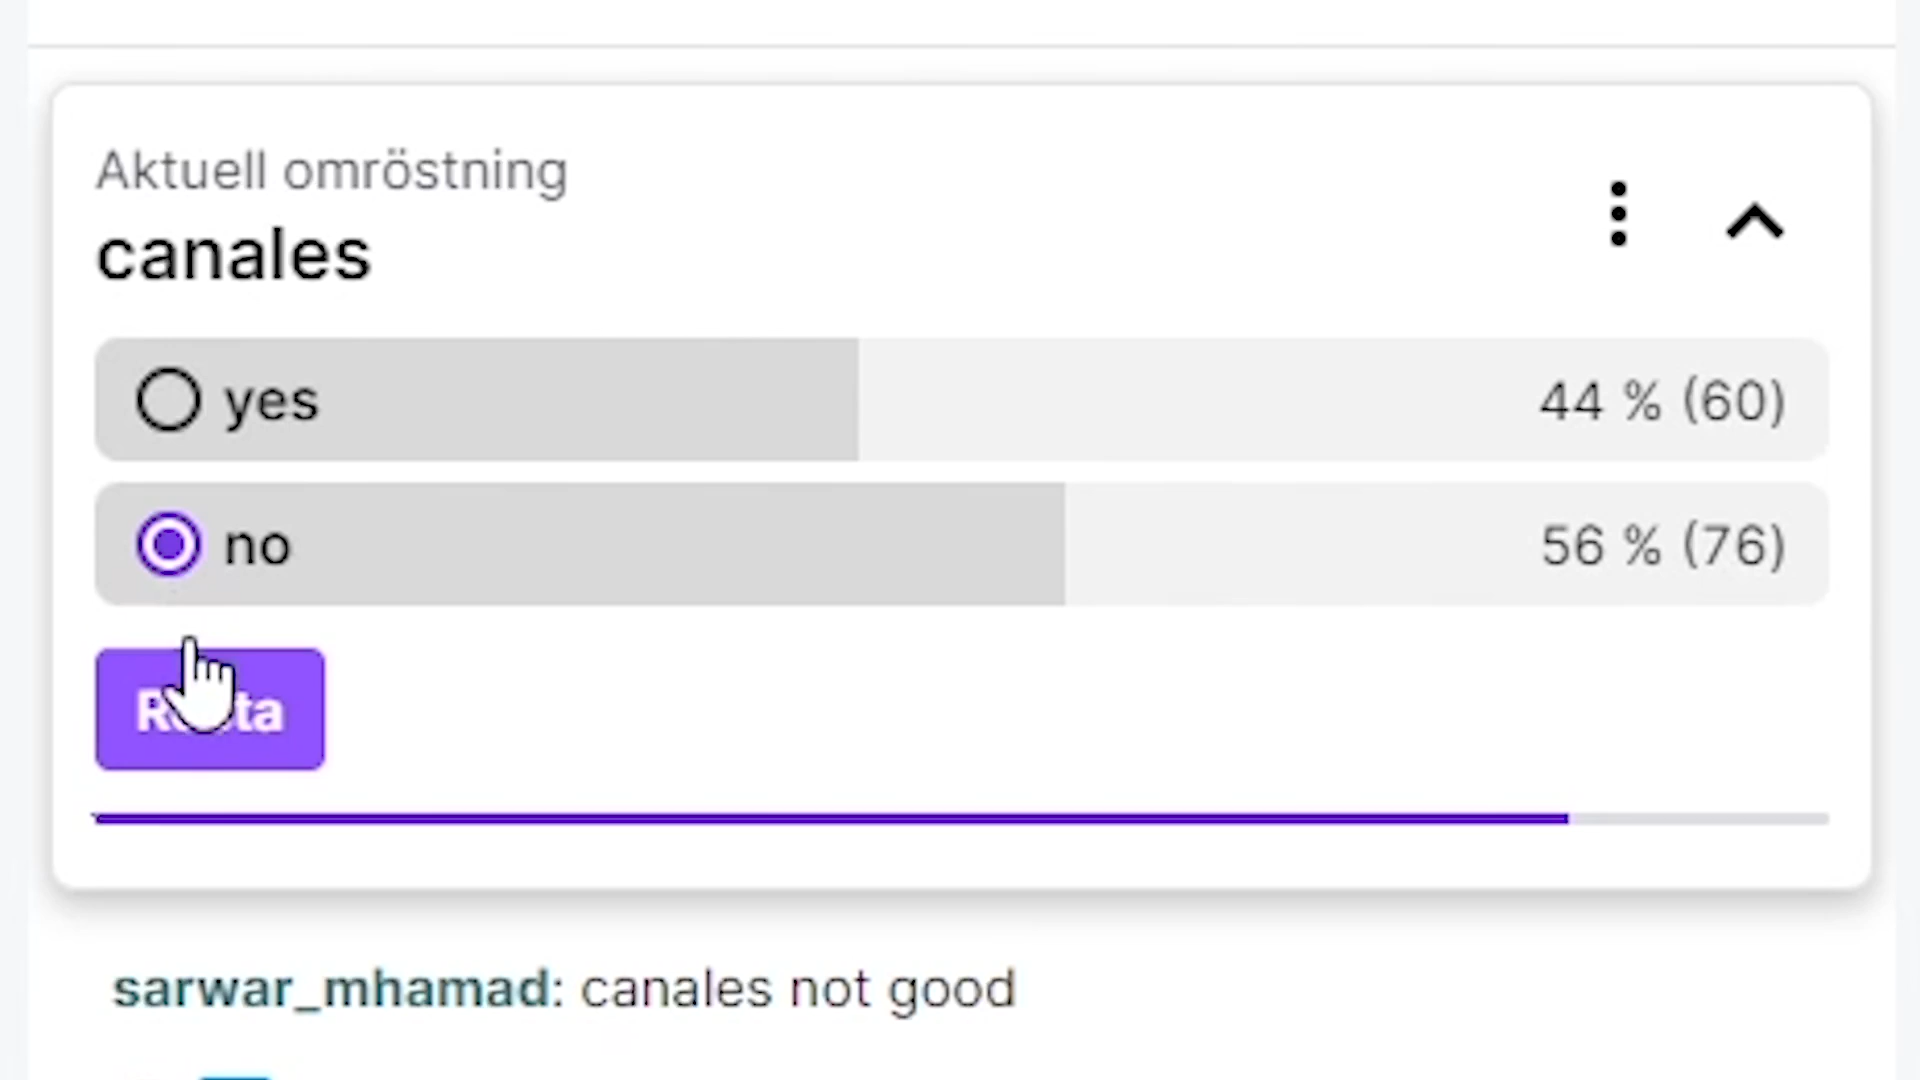 Aktuell omröstning
canales
yes 44 % (60)
no 56 % (76)
sarwar_mhamad: canales not good